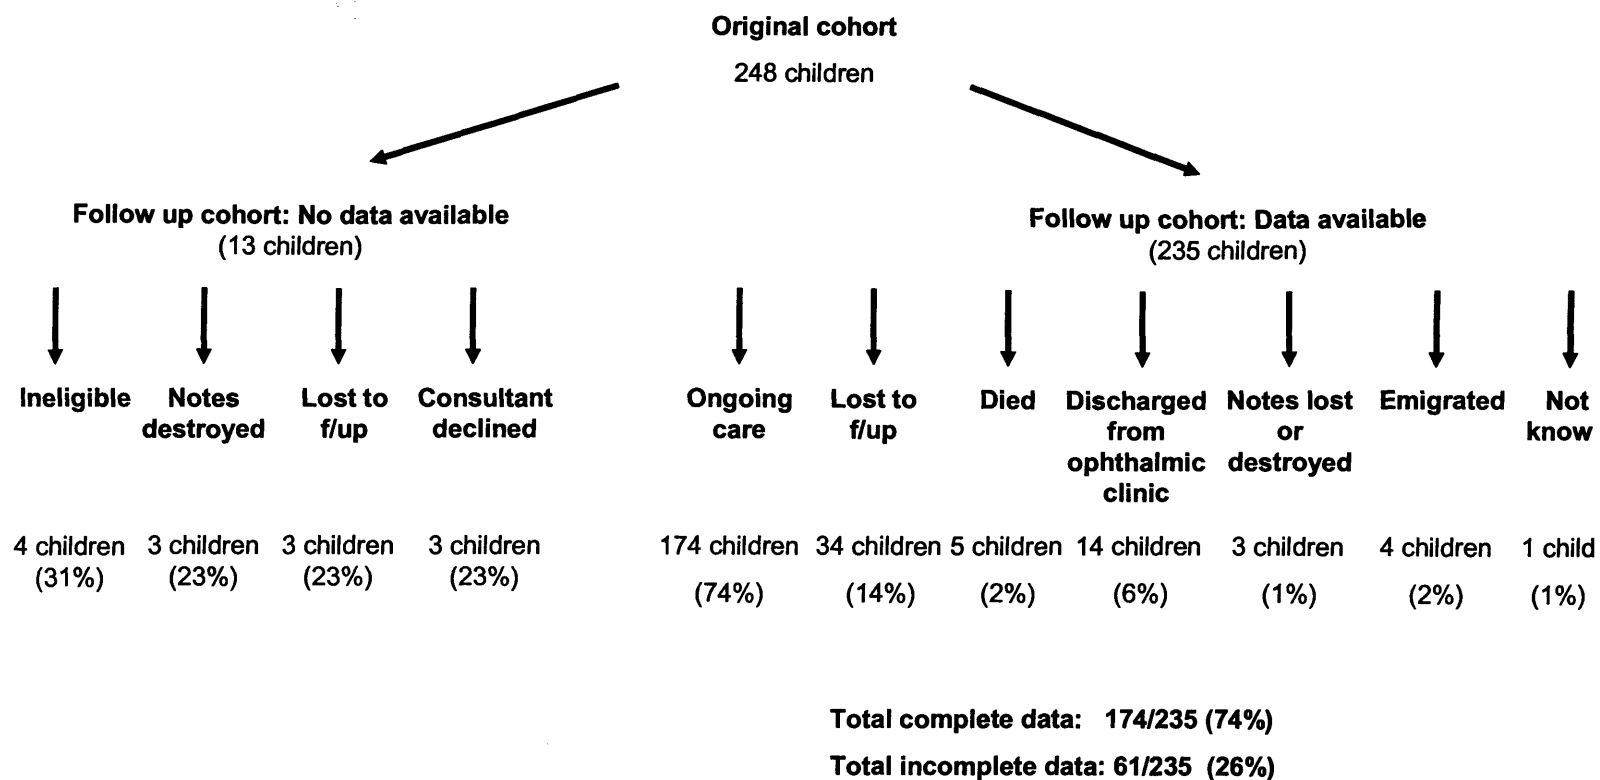 Original cohort
248 children
Follow up cohort: No data available
(13 children)
Follow up cohort: Data available
(235 children)
Ineligible
Notes
destroyed
Lost to
f/up
Consultant
declined
Ongoing
care
Lost to
f/up
Died
Discharged
from
ophthalmic
clinic
Notes lost
or
destroyed
Emigrated
Not
know
4 children
(31%)
3 children
(23%)
3 children
(23%)
3 children
(23%)
174 children
(74%)
34 children
(14%)
5 children
(2%)
14 children
(6%)
3 children
(1%)
4 children
(2%)
1 child
(1%)
Total complete data: 174/235 (74%)
Total incomplete data: 61/235 (26%)